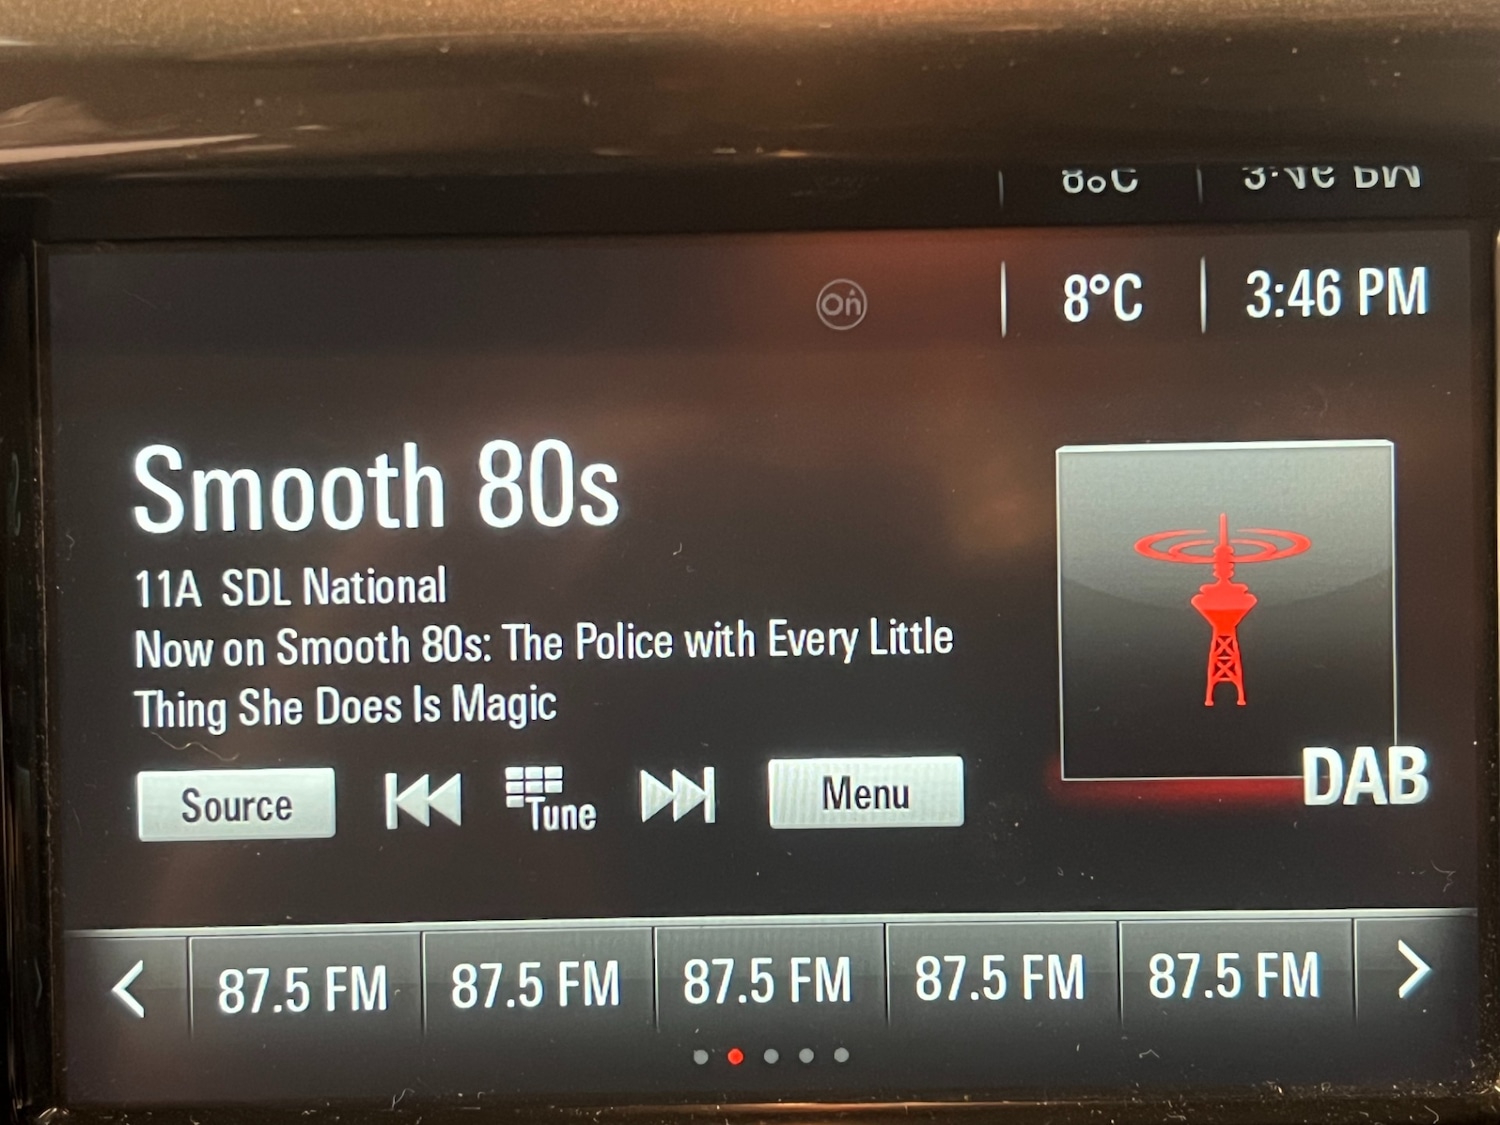 On
8°C
3:46 PM
Smooth 80s
11A SDL National
Now on Smooth 80s: The Police with Every Little
Thing She Does Is Magic
DAB
Source
Tune
Menu
87.5 FM
87.5 FM
87.5 FM
87.5 FM
87.5 FM